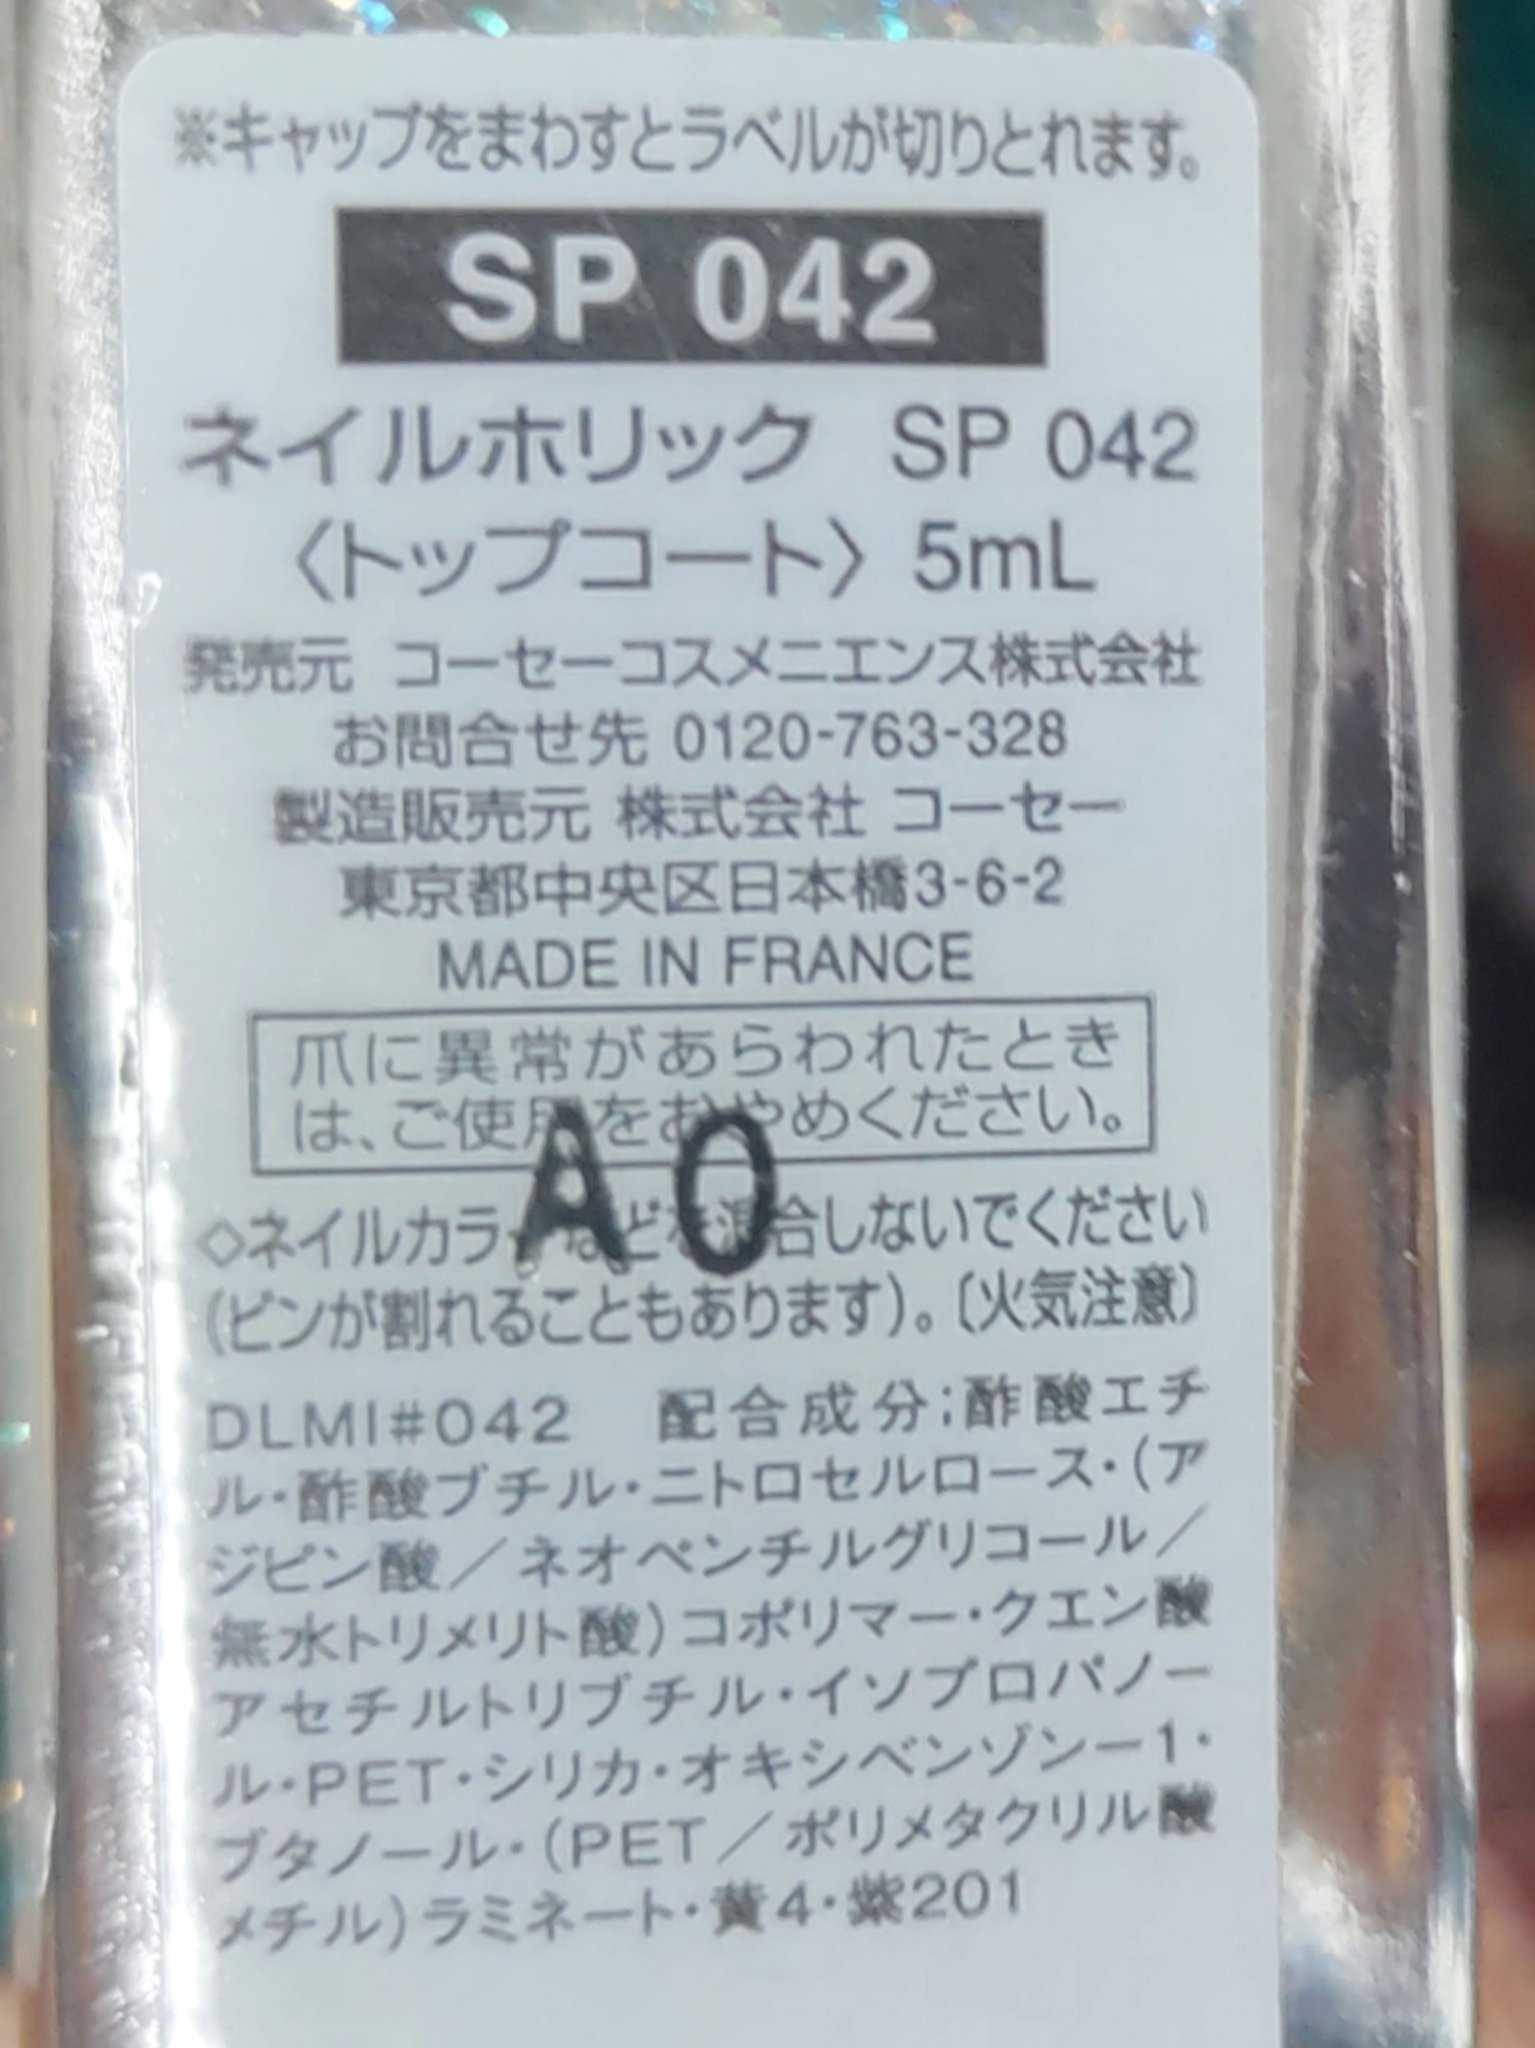 ※キャップをまわすとラベルが切りとれます。
SP 042
ネイルホリック SP 042
〈トップコート〉 5mL
発売元 コーセーコスメニエンス株式会社
お問合せ先 0120-763-328
製造販売元 株式会社 コーセー
東京都中央区日本橋3-6-2
MADE IN FRANCE
爪に異常があらわれたとき
は、ご使用をおやめください。
A0
◇ネイルカラーなどを混合しないでください
(ビンが割れることもあります)。〔火気注意〕
DLMI#042 配合成分;酢酸エチ
ル・酢酸ブチル・ニトロセルロース・(ア
ジピン酸／ネオペンチルグリコール／
無水トリメリト酸)コポリマー・クエン酸
アセチルトリブチル・イソプロパノー
ル・PET・シリカ・オキシベンゾンー1・
ブタノール・(PET／ポリメタクリル酸
メチル)ラミネート・黄4・紫201